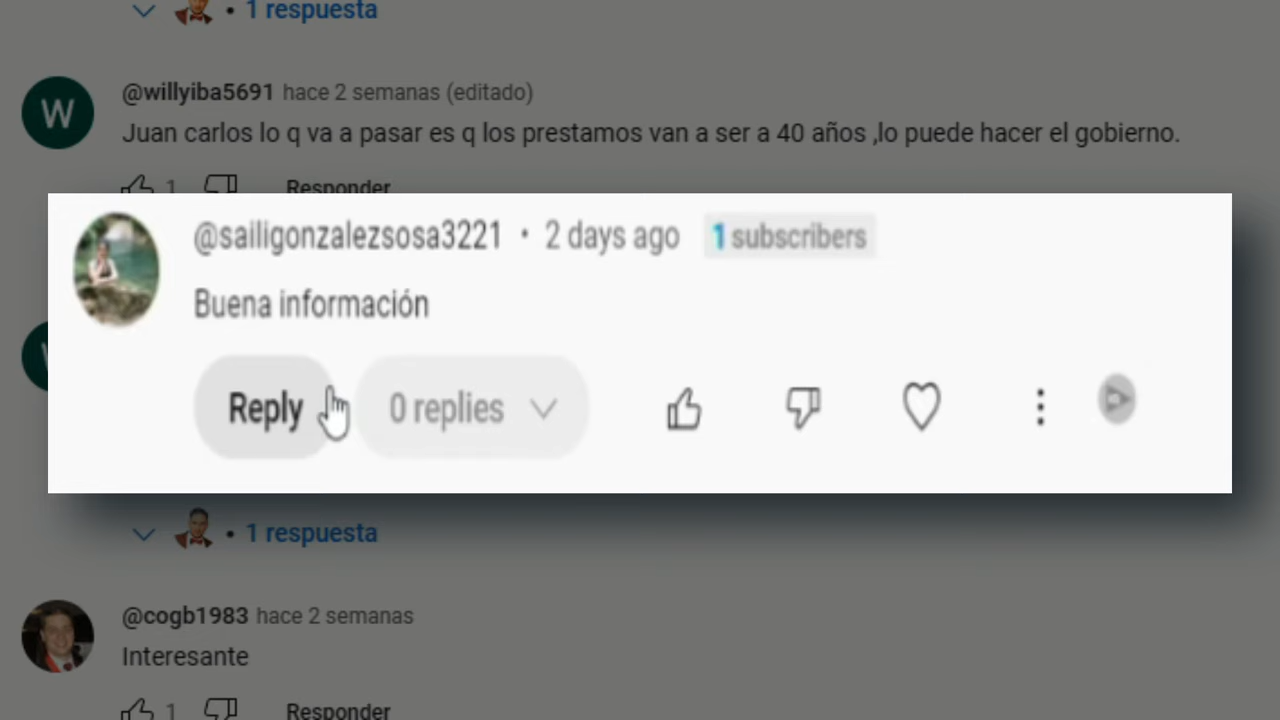 • 1 respuesta
W
@willyiba5691 hace 2 semanas (editado)
Juan carlos lo q va a pasar es q los prestamos van a ser a 40 años ,lo puede hacer el gobierno.
1 Responder
@sailigonzalezsosa3221 • 2 days ago 1 subscribers
Buena información
Reply 0 replies
• 1 respuesta
@cogb1983 hace 2 semanas
Interesante
1 Responder